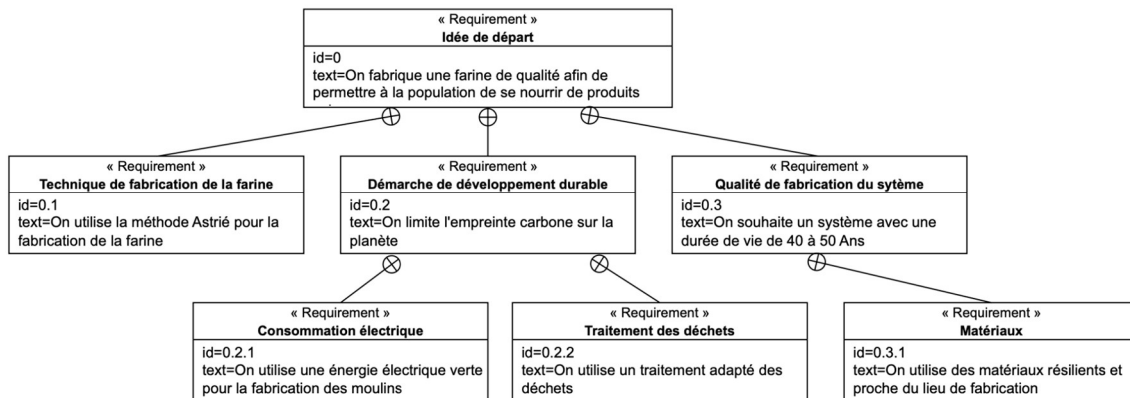 « Requirement »
Idée de départ
id=0
text=On fabrique une farine de qualité afin de
permettre à la population de se nourrir de produits
« Requirement »
Technique de fabrication de la farine
id=0.1
text=On utilise la méthode Astrié pour la
fabrication de la farine
« Requirement »
Démarche de développement durable
id=0.2
text=On limite l'empreinte carbone sur la
planète
« Requirement »
Qualité de fabrication du sytème
id=0.3
text=On souhaite un système avec une
durée de vie de 40 à 50 Ans
« Requirement »
Consommation électrique
id=0.2.1
text=On utilise une énergie électrique verte
pour la fabrication des moulins
« Requirement »
Traitement des déchets
id=0.2.2
text=On utilise un traitement adapté des
déchets
« Requirement »
Matériaux
id=0.3.1
text=On utilise des matériaux résilients et
proche du lieu de fabrication